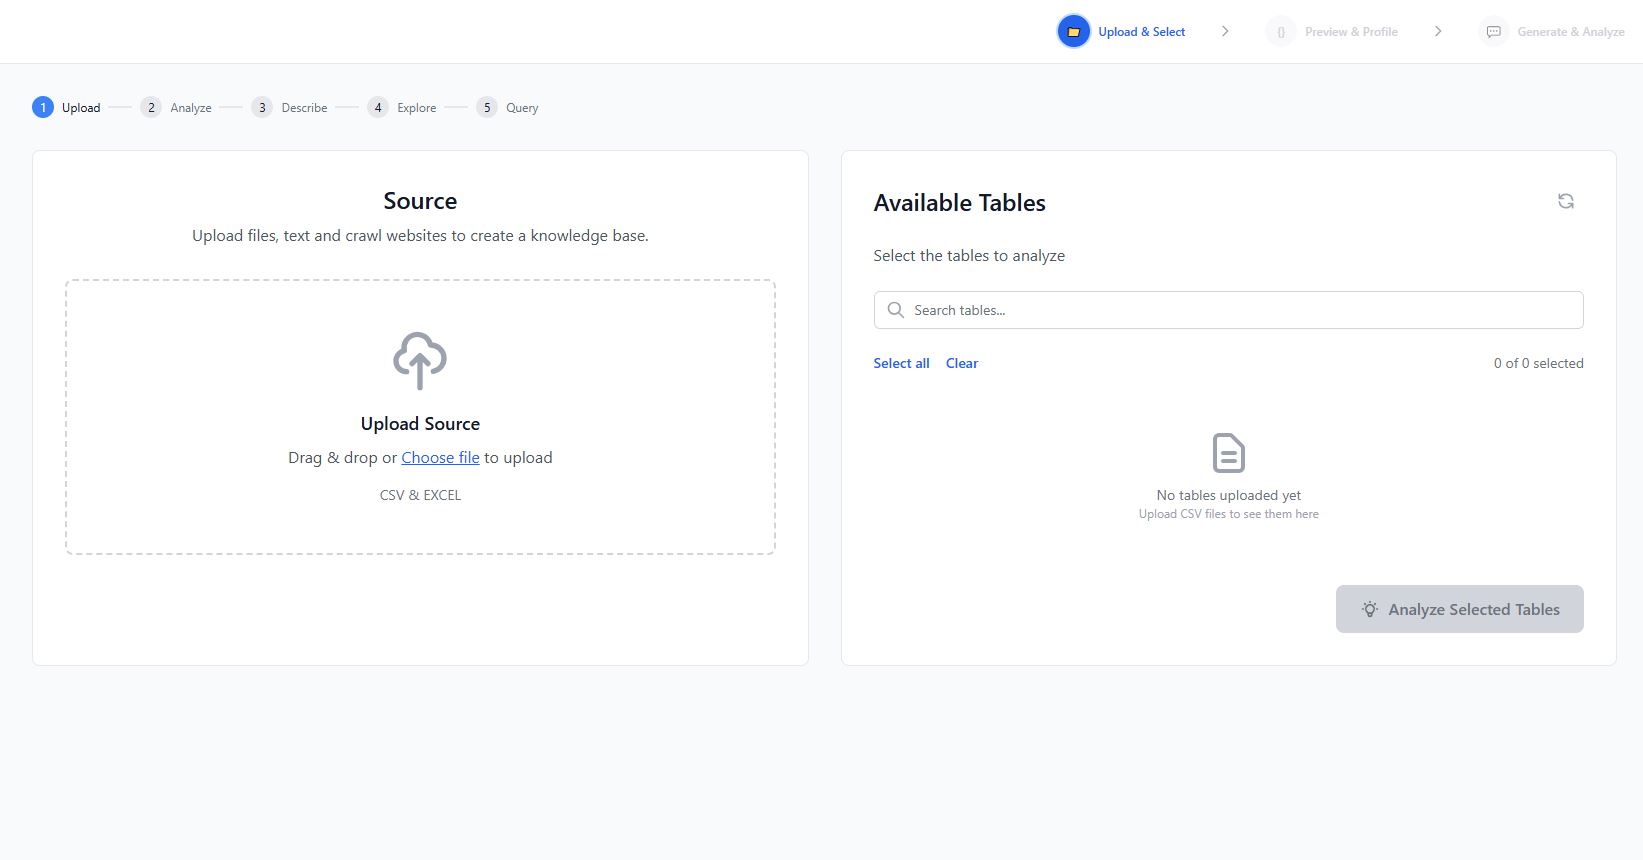 Upload & Select
{} Preview & Profile
Generate & Analyze
1 Upload
2 Analyze
3 Describe
4 Explore
5 Query
Source
Upload files, text and crawl websites to create a knowledge base.
Upload Source
Drag & drop or Choose file to upload
CSV & EXCEL
Available Tables
Select the tables to analyze
Search tables...
Select all Clear 0 of 0 selected
No tables uploaded yet
Upload CSV files to see them here
Analyze Selected Tables